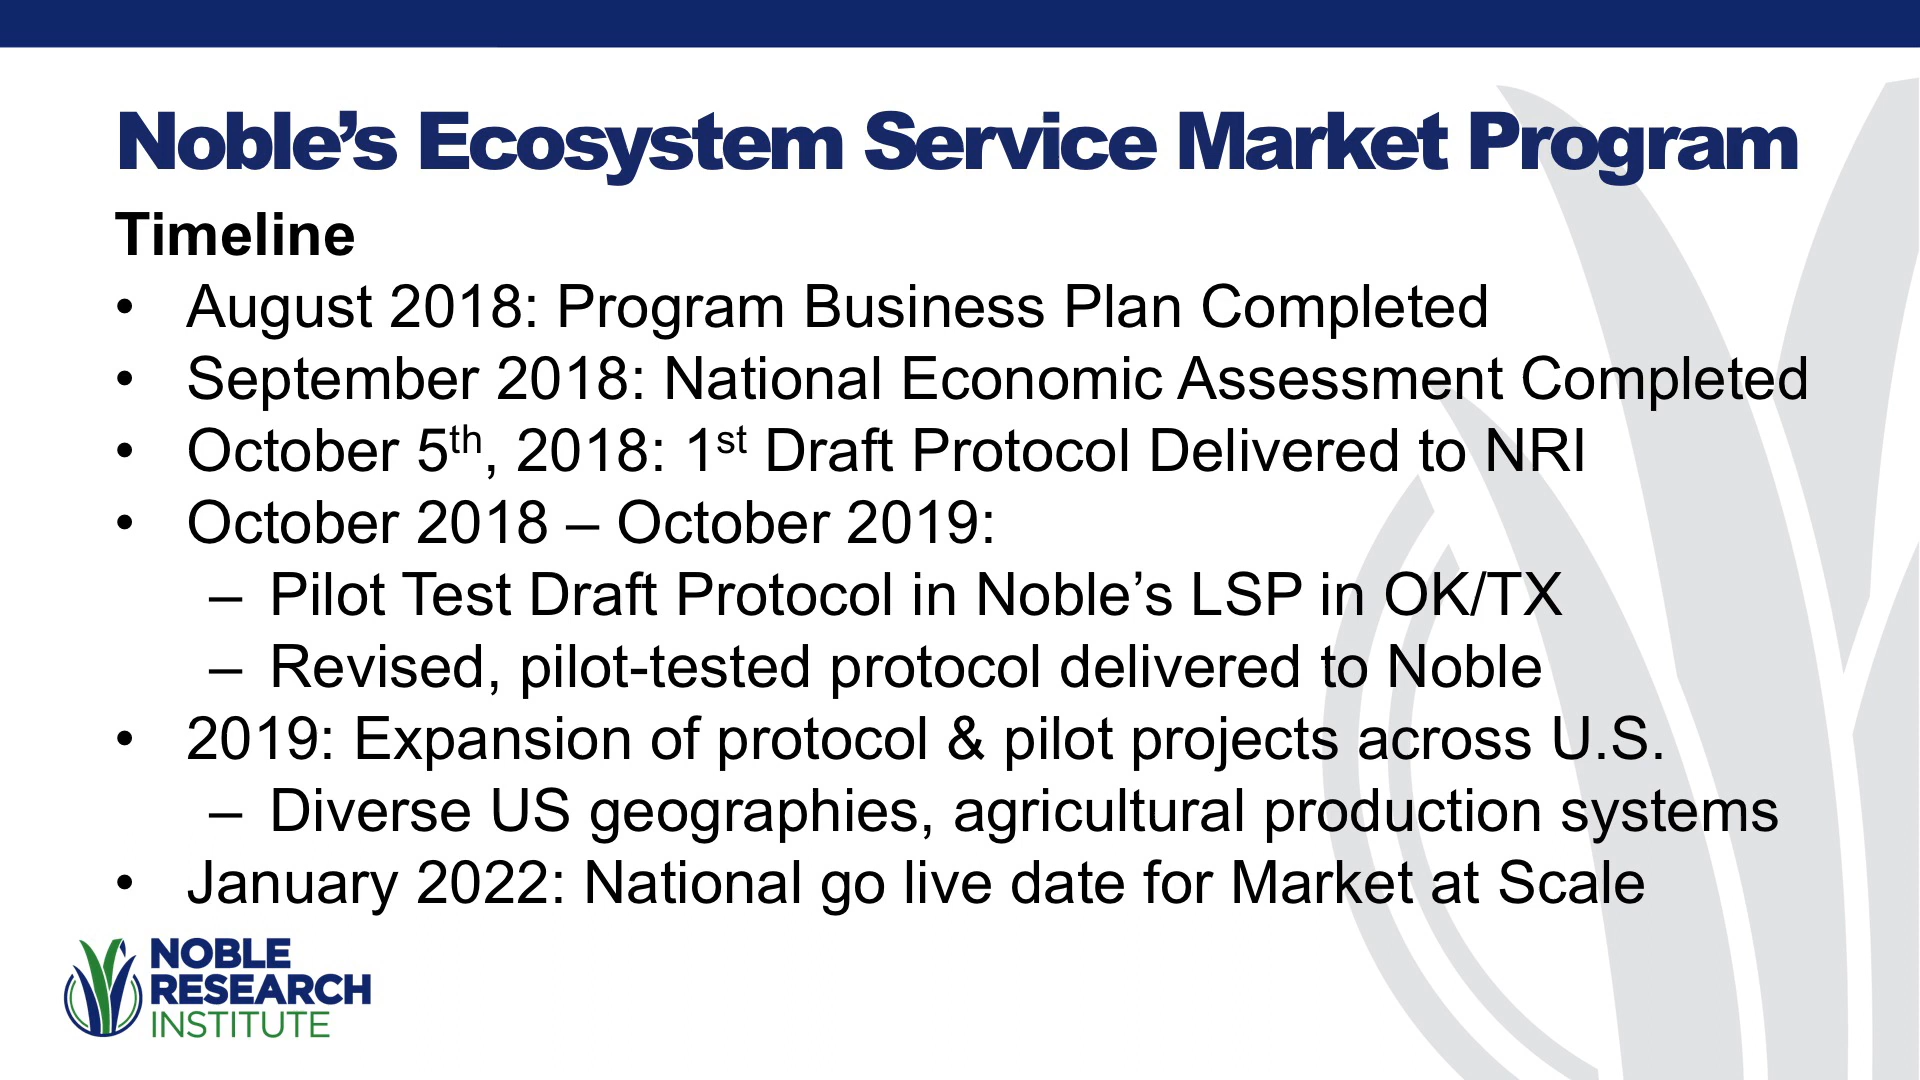 Noble’s Ecosystem Service Market Program
Timeline
• August 2018: Program Business Plan Completed
• September 2018: National Economic Assessment Completed
• October 5th, 2018: 1st Draft Protocol Delivered to NRI
• October 2018 – October 2019:
– Pilot Test Draft Protocol in Noble’s LSP in OK/TX
– Revised, pilot-tested protocol delivered to Noble
• 2019: Expansion of protocol & pilot projects across U.S.
– Diverse US geographies, agricultural production systems
• January 2022: National go live date for Market at Scale
NOBLE
RESEARCH
INSTITUTE